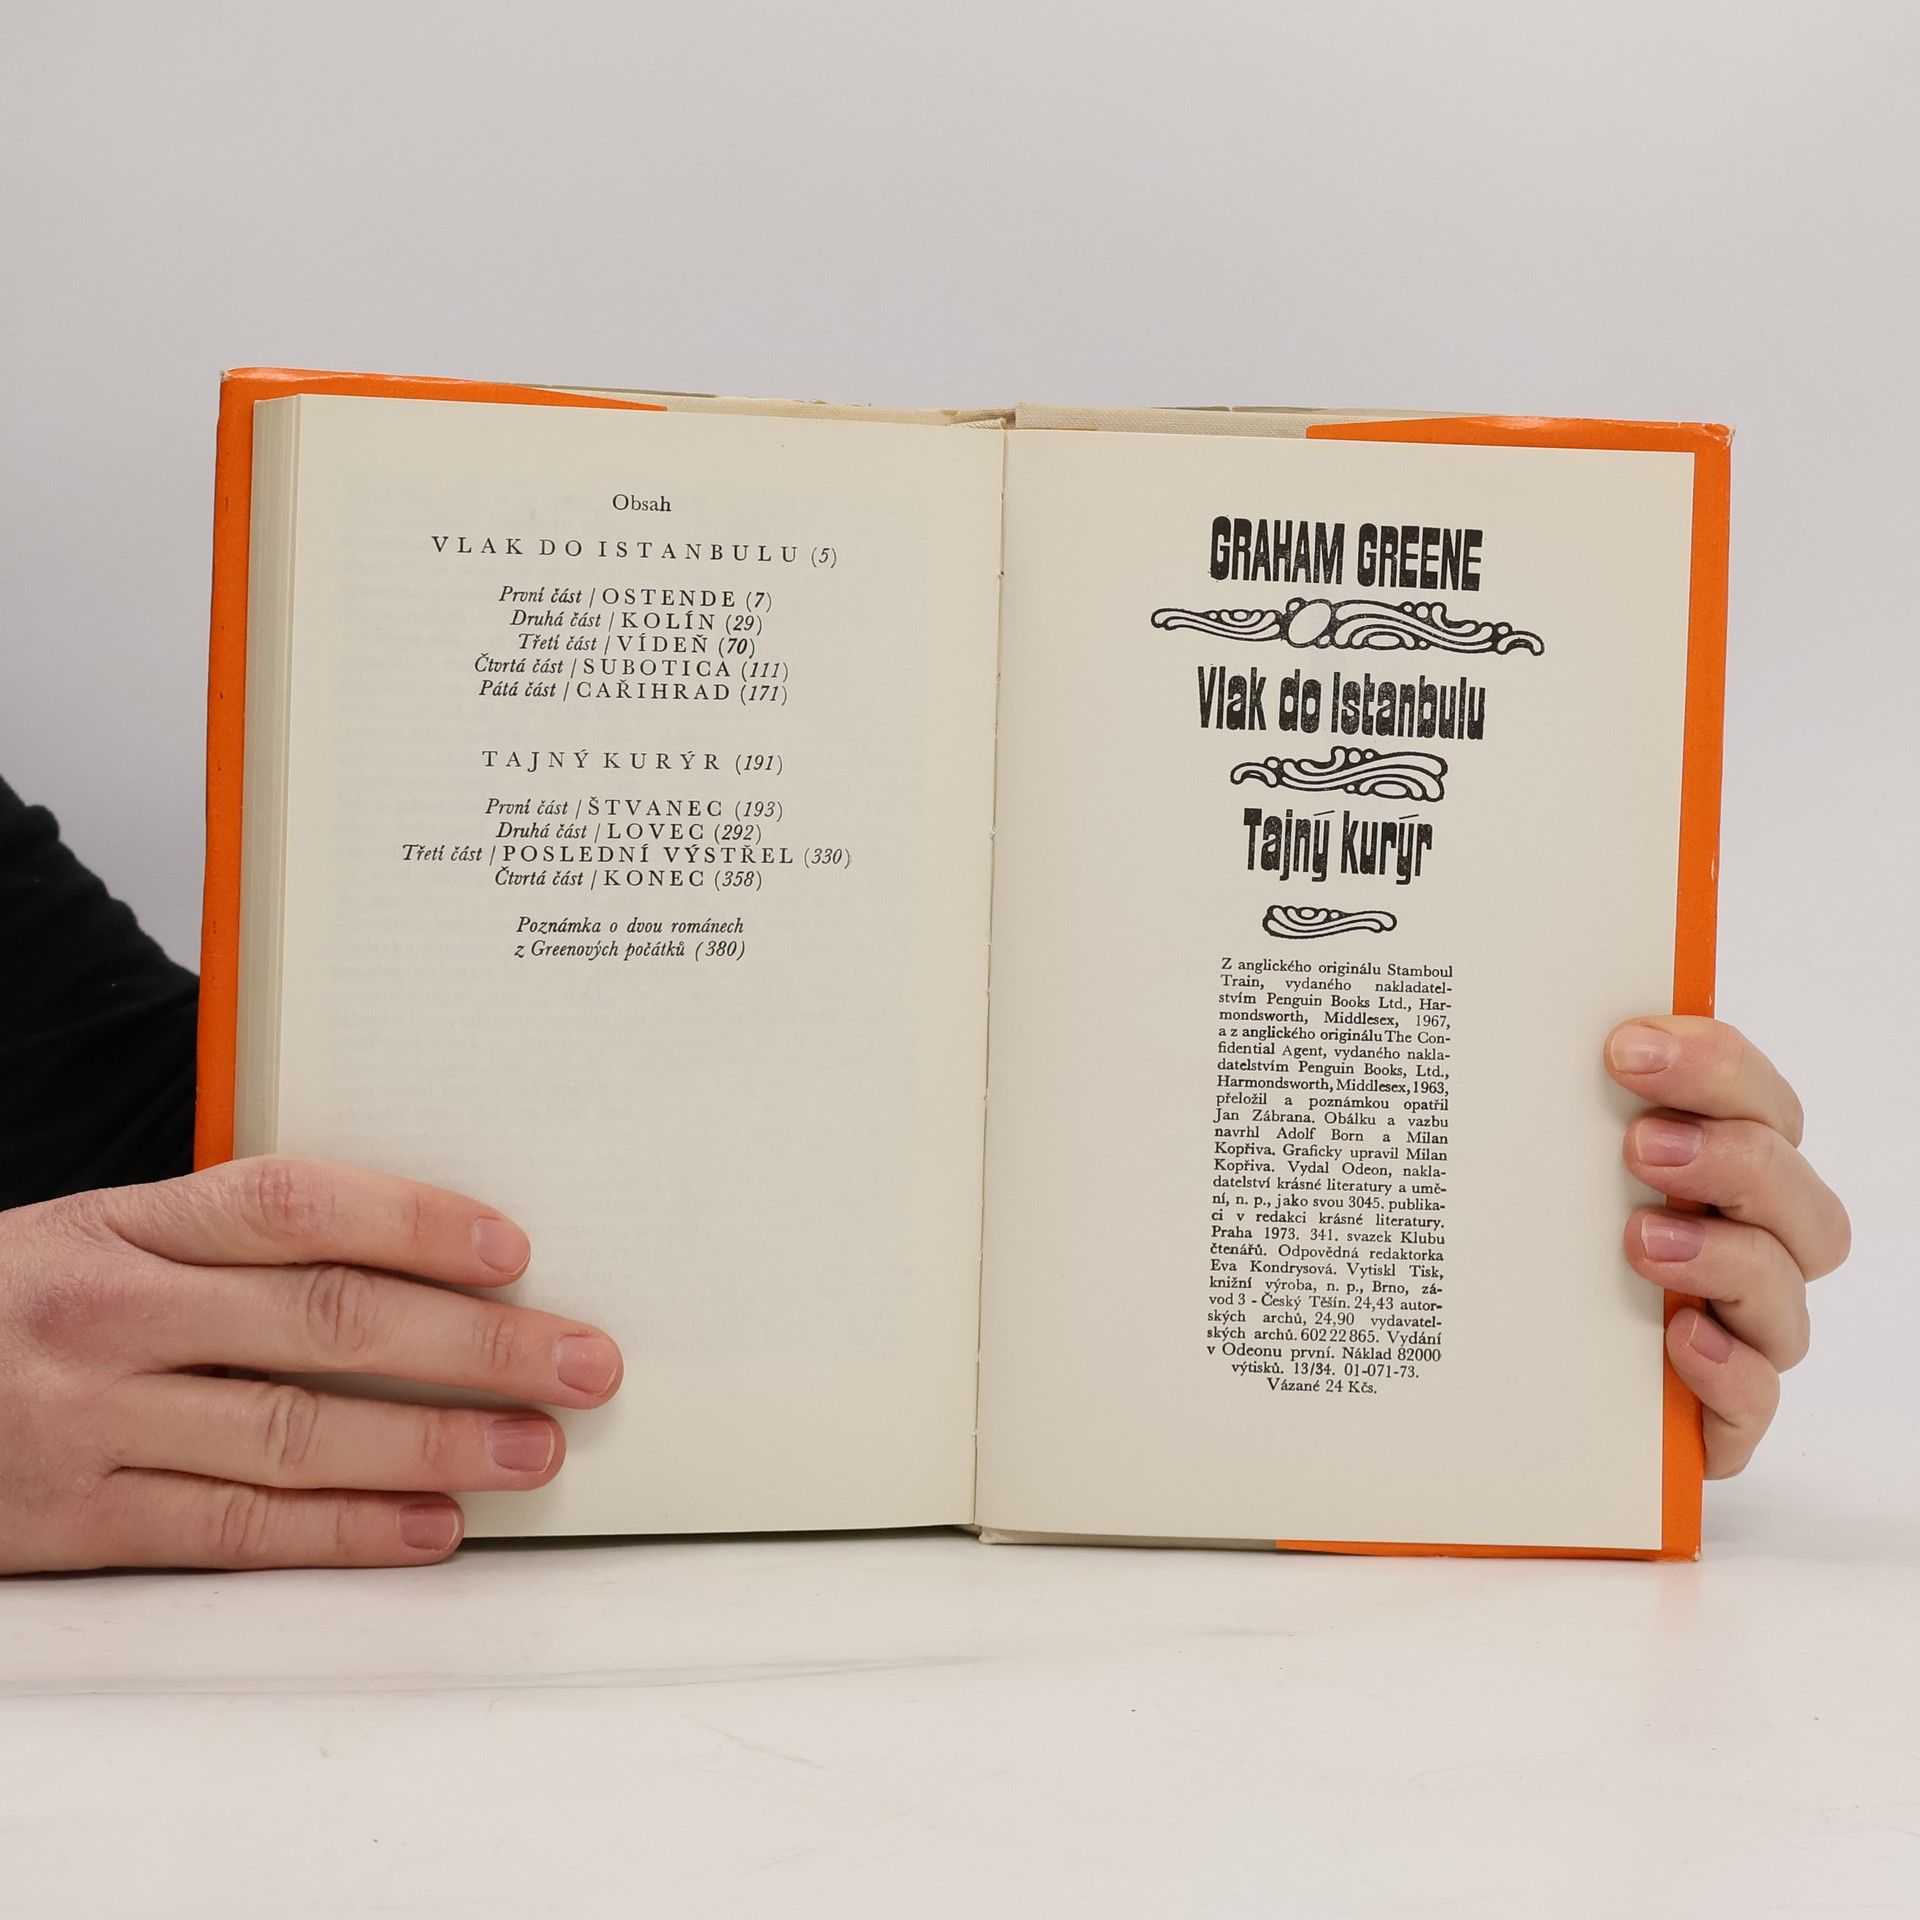 Obsah
VLAK DO ISTANBULU (5)
První část / OSTENDE (7)
Druhá část / KOLÍN (29)
Třetí část / VÍDEŇ (70)
Čtvrtá část / SUBOTICA (111)
Pátá část / CAŘIHRAD (171)
TAJNÝ KURÝR (191)
První část / ŠTVANEC (193)
Druhá část / LOVEC (292)
Třetí část / POSLEDNÍ VÝSTŘEL (330)
Čtvrtá část / KONEC (358)
Poznámka o dvou románech
z Greenových počátků (380)
GRAHAM GREENE
Vlak do Istanbulu
Tajný kurýr
Z anglického originálu Stamboul
Train, vydaného nakladatel-
stvím Penguin Books Ltd., Har-
mondsworth, Middlesex, 1967,
a z anglického originálu The Con-
fidential Agent, vydaného nakla-
datelstvím Penguin Books, Ltd.,
Harmondsworth, Middlesex, 1963,
přeložil a poznámkou opatřil
Jan Zábrana. Obálku a vazbu
navrhl Adolf Born a Milan
Kopřiva. Graficky upravil Milan
Kopřiva. Vydal Odeon, nakla-
datelství krásné literatury a umě-
ní, n. p., jako svou 3045. publika-
ci v redakci krásné literatury.
Praha 1973. 341. svazek Klubu
čtenářů. Odpovědná redaktorka
Eva Kondrysová. Vytiskl Tisk,
knižní výroba, n. p., Brno, zá-
vod 3 - Český Těšín. 24,43 autor-
ských archů, 24,90 vydavatel-
ských archů. 602 22 865. Vydání
v Odeonu první. Náklad 82000
výtisků. 13/34. 01-071-73.
Vázané 24 Kčs.